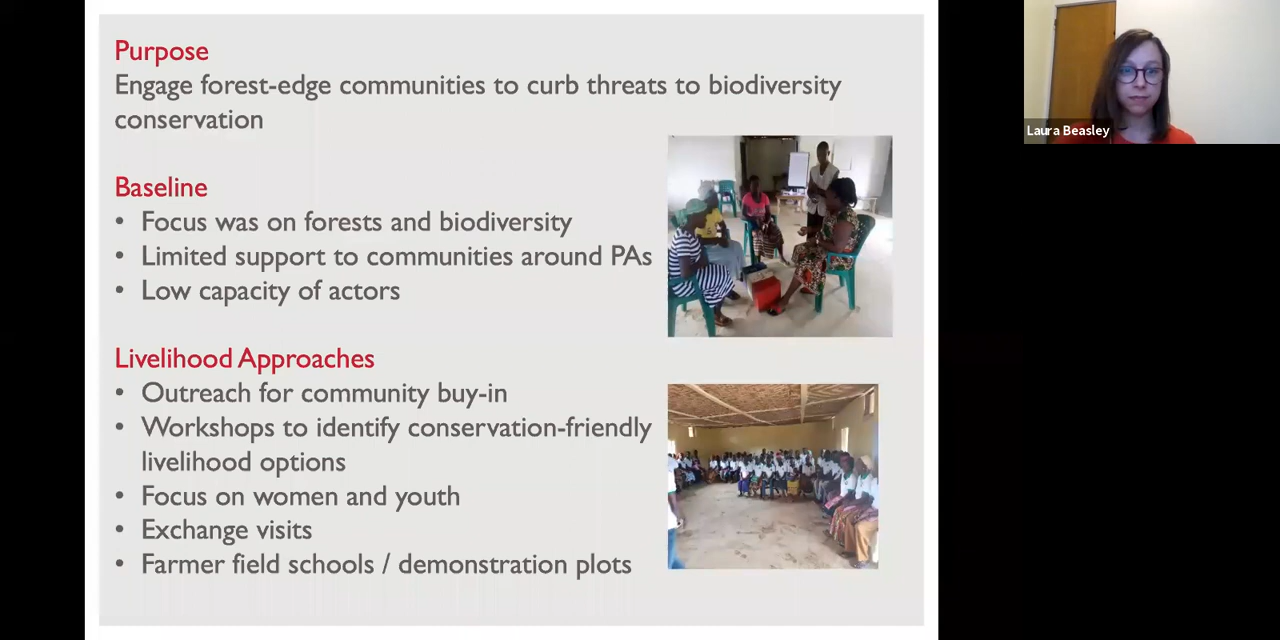 Purpose
Engage forest-edge communities to curb threats to biodiversity
conservation
Baseline
• Focus was on forests and biodiversity
• Limited support to communities around PAs
• Low capacity of actors
Livelihood Approaches
• Outreach for community buy-in
• Workshops to identify conservation-friendly
livelihood options
• Focus on women and youth
• Exchange visits
• Farmer field schools / demonstration plots
Laura Beasley